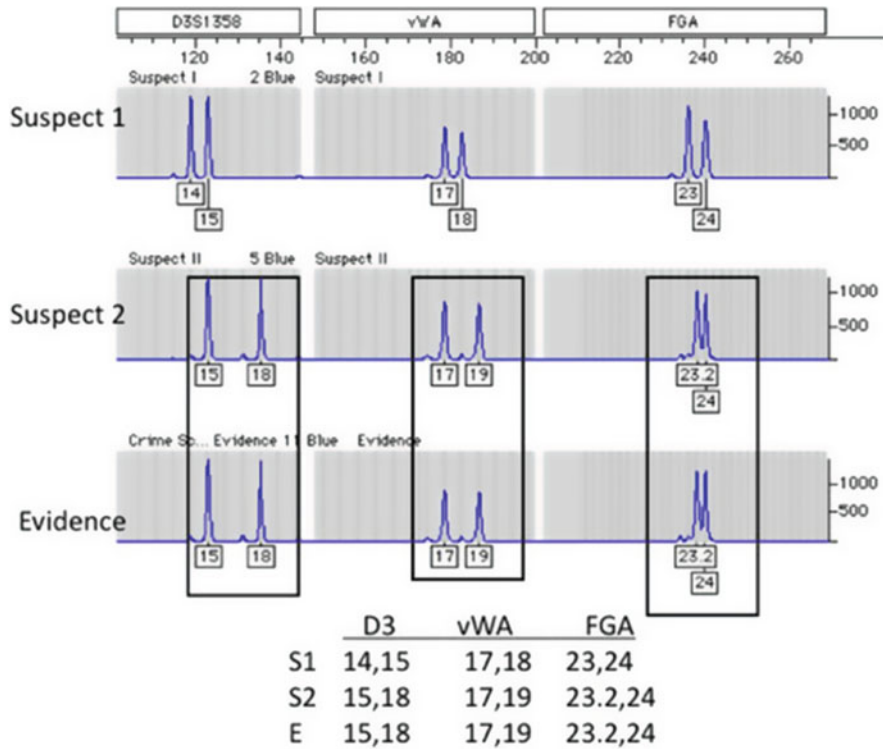 D3S1358 vWA FGA
120 140 160 180 200 220 240 260
Suspect I 2 Blue Suspect I
Suspect 1
1000
500
14 17 23
15 18 24
Suspect II 5 Blue Suspect II
Suspect 2
1000
500
15 18 17 19 23.2
24
Crime Sc... Evidence 11 Blue Evidence
Evidence
1000
500
15 18 17 19 23.2
24
D3 vWA FGA
S1 14,15 17,18 23,24
S2 15,18 17,19 23.2,24
E 15,18 17,19 23.2,24